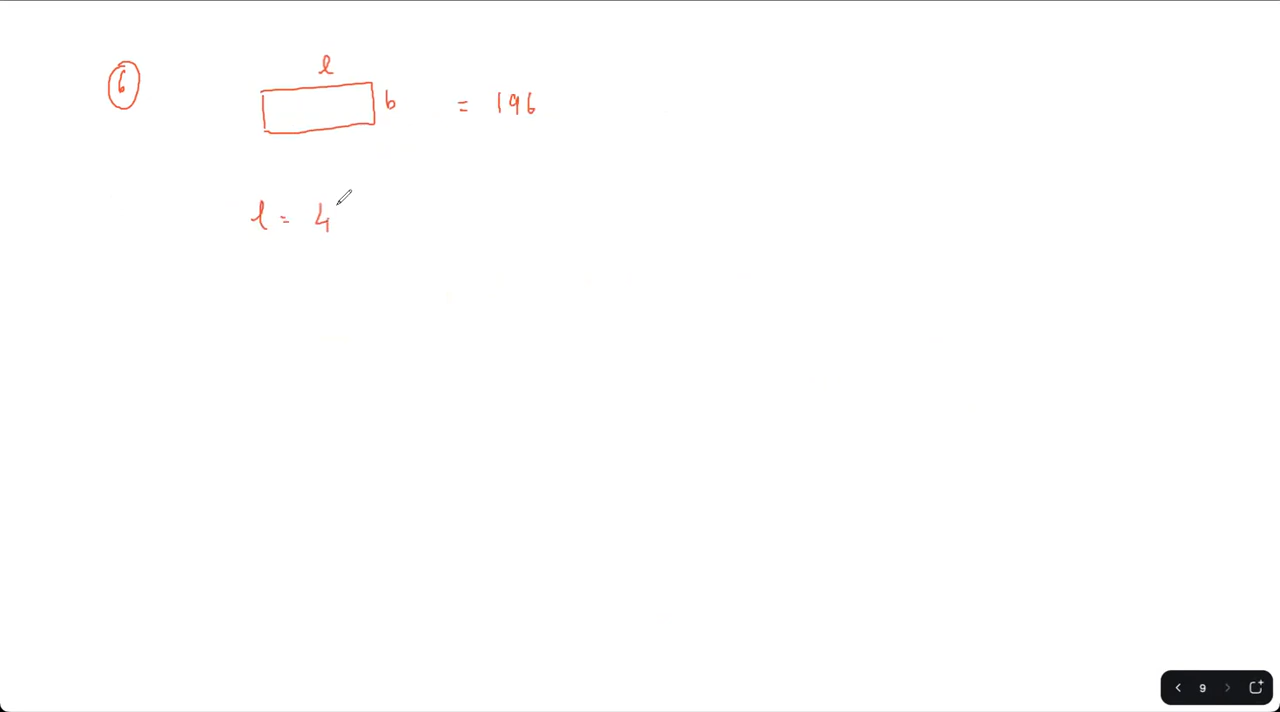 6
l
b = 196
l = 4
9